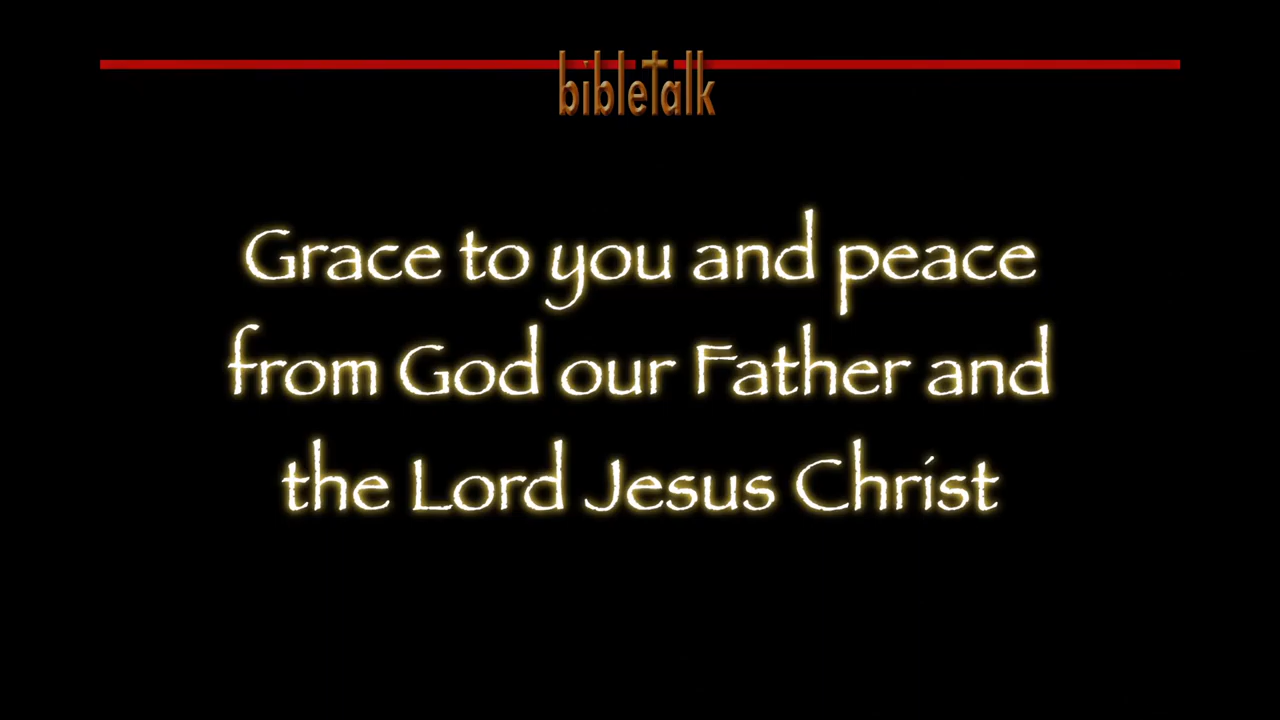 bibleTalk
Grace to you and peace
from God our Father and
the Lord Jesus Christ